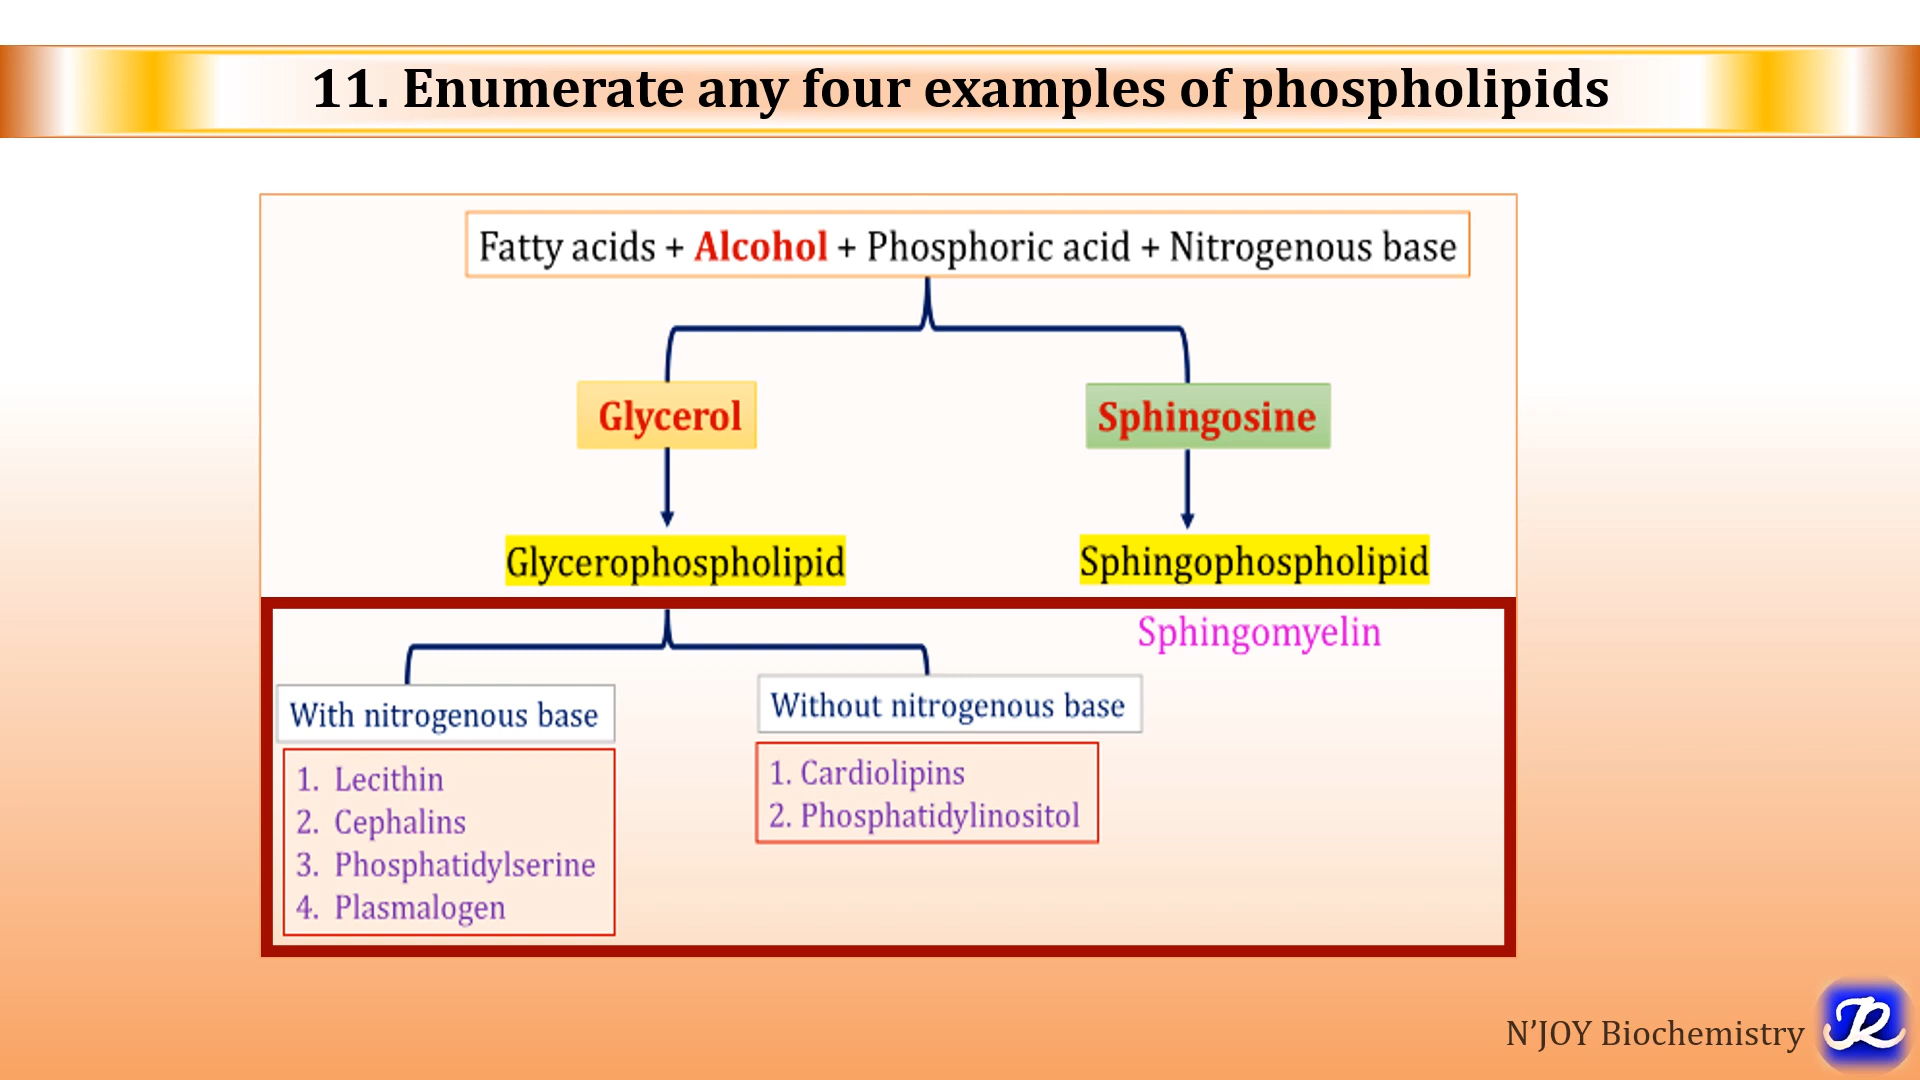 11. Enumerate any four examples of phospholipids
Fatty acids + Alcohol + Phosphoric acid + Nitrogenous base
Glycerol
Sphingosine
Glycerophospholipid
Sphingophospholipid
Sphingomyelin
With nitrogenous base
Without nitrogenous base
1. Lecithin
2. Cephalins
3. Phosphatidylserine
4. Plasmalogen
1. Cardiolipins
2. Phosphatidylinositol
N’JOY Biochemistry
JR